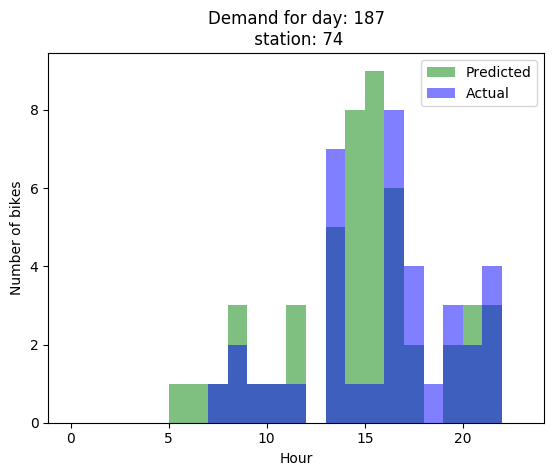 Demand for day: 187
station: 74
Predicted
Actual
Number of bikes
8
6
4
2
0
0 5 10 15 20
Hour